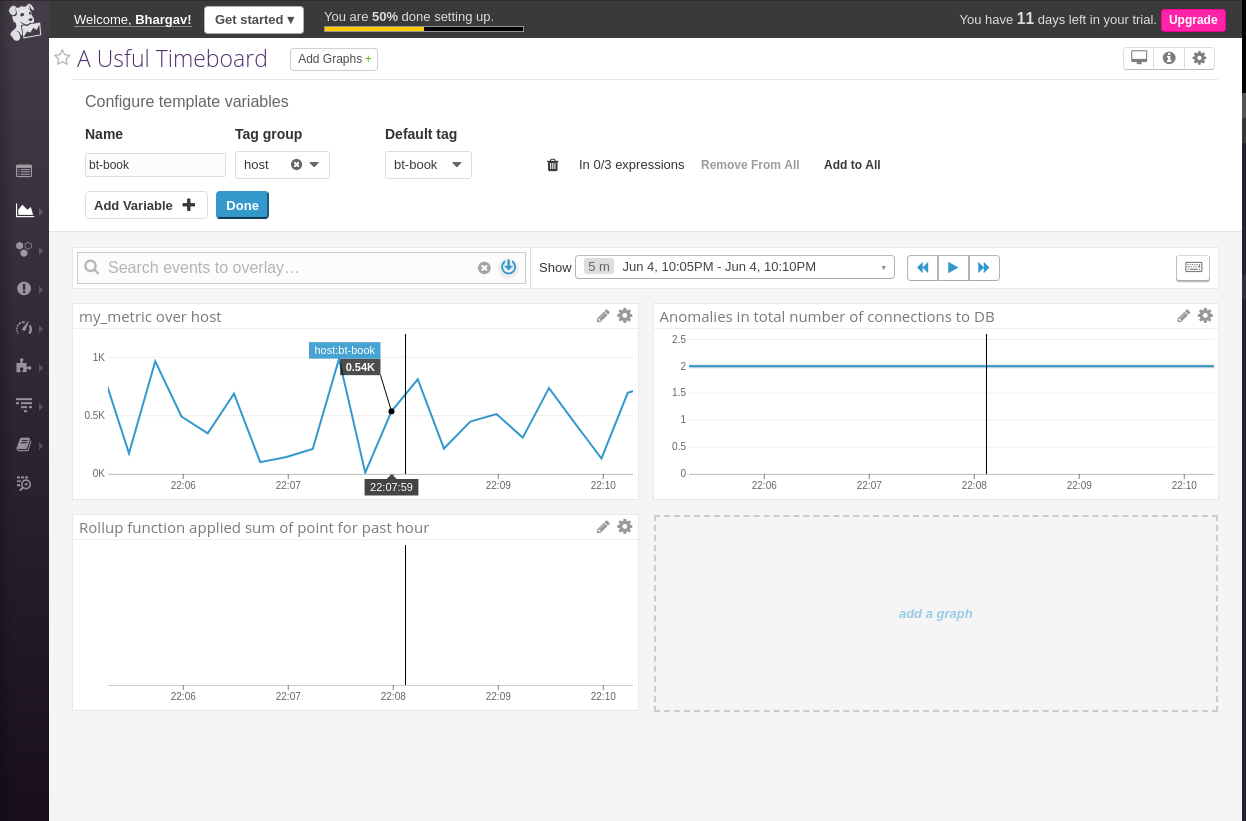 Welcome, Bhargav!
Get started ▾
You are 50% done setting up.
You have 11 days left in your trial.
Upgrade
A Usful Timeboard
Add Graphs +
Configure template variables
Name
Tag group
Default tag
bt-book
host
bt-book
In 0/3 expressions
Remove From All
Add to All
Add Variable
Done
Search events to overlay…
Show
5 m
Jun 4, 10:05PM - Jun 4, 10:10PM
my_metric over host
1K
0.5K
0K
host:bt-book
0.54K
22:06
22:07
22:07:59
22:09
22:10
Anomalies in total number of connections to DB
2.5
2
1.5
1
0.5
0
22:06
22:07
22:08
22:09
22:10
Rollup function applied sum of point for past hour
22:06
22:07
22:08
22:09
22:10
add a graph